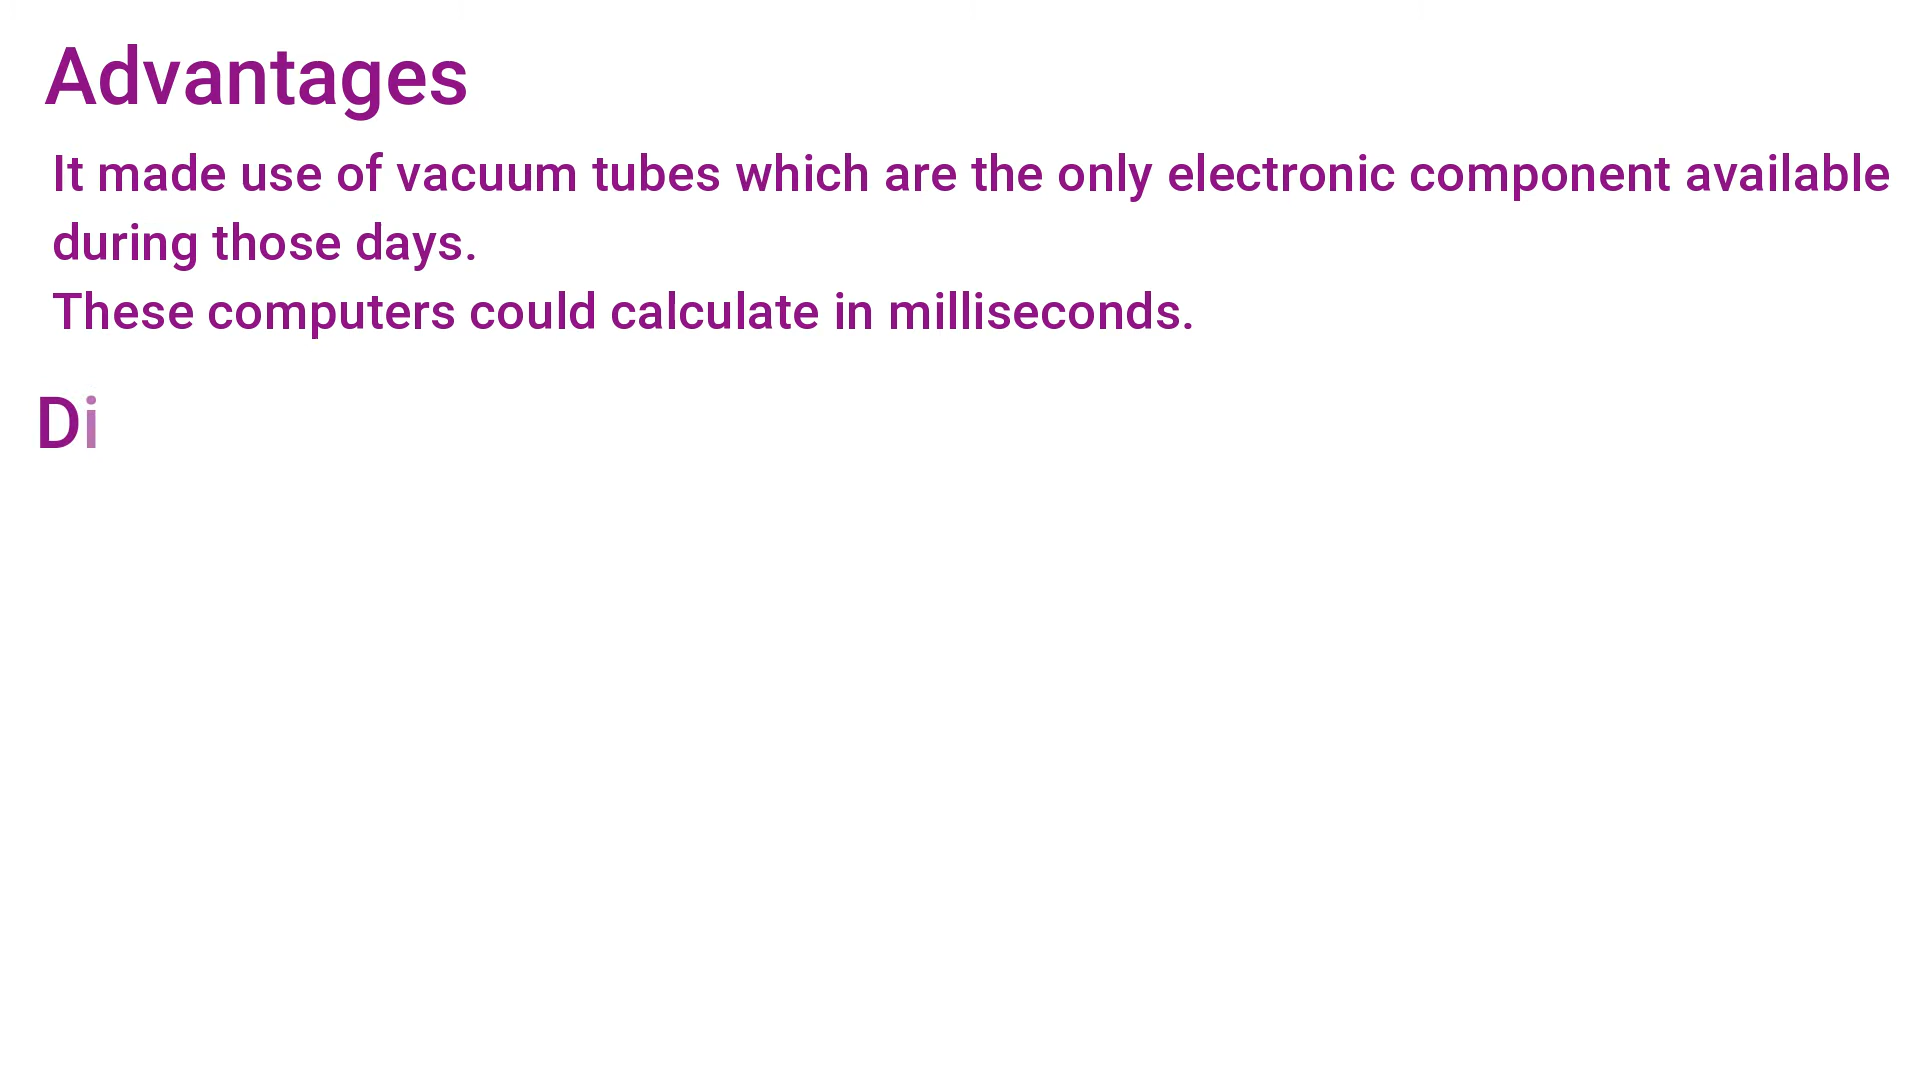 Advantages
It made use of vacuum tubes which are the only electronic component available
during those days.
These computers could calculate in milliseconds.
Di